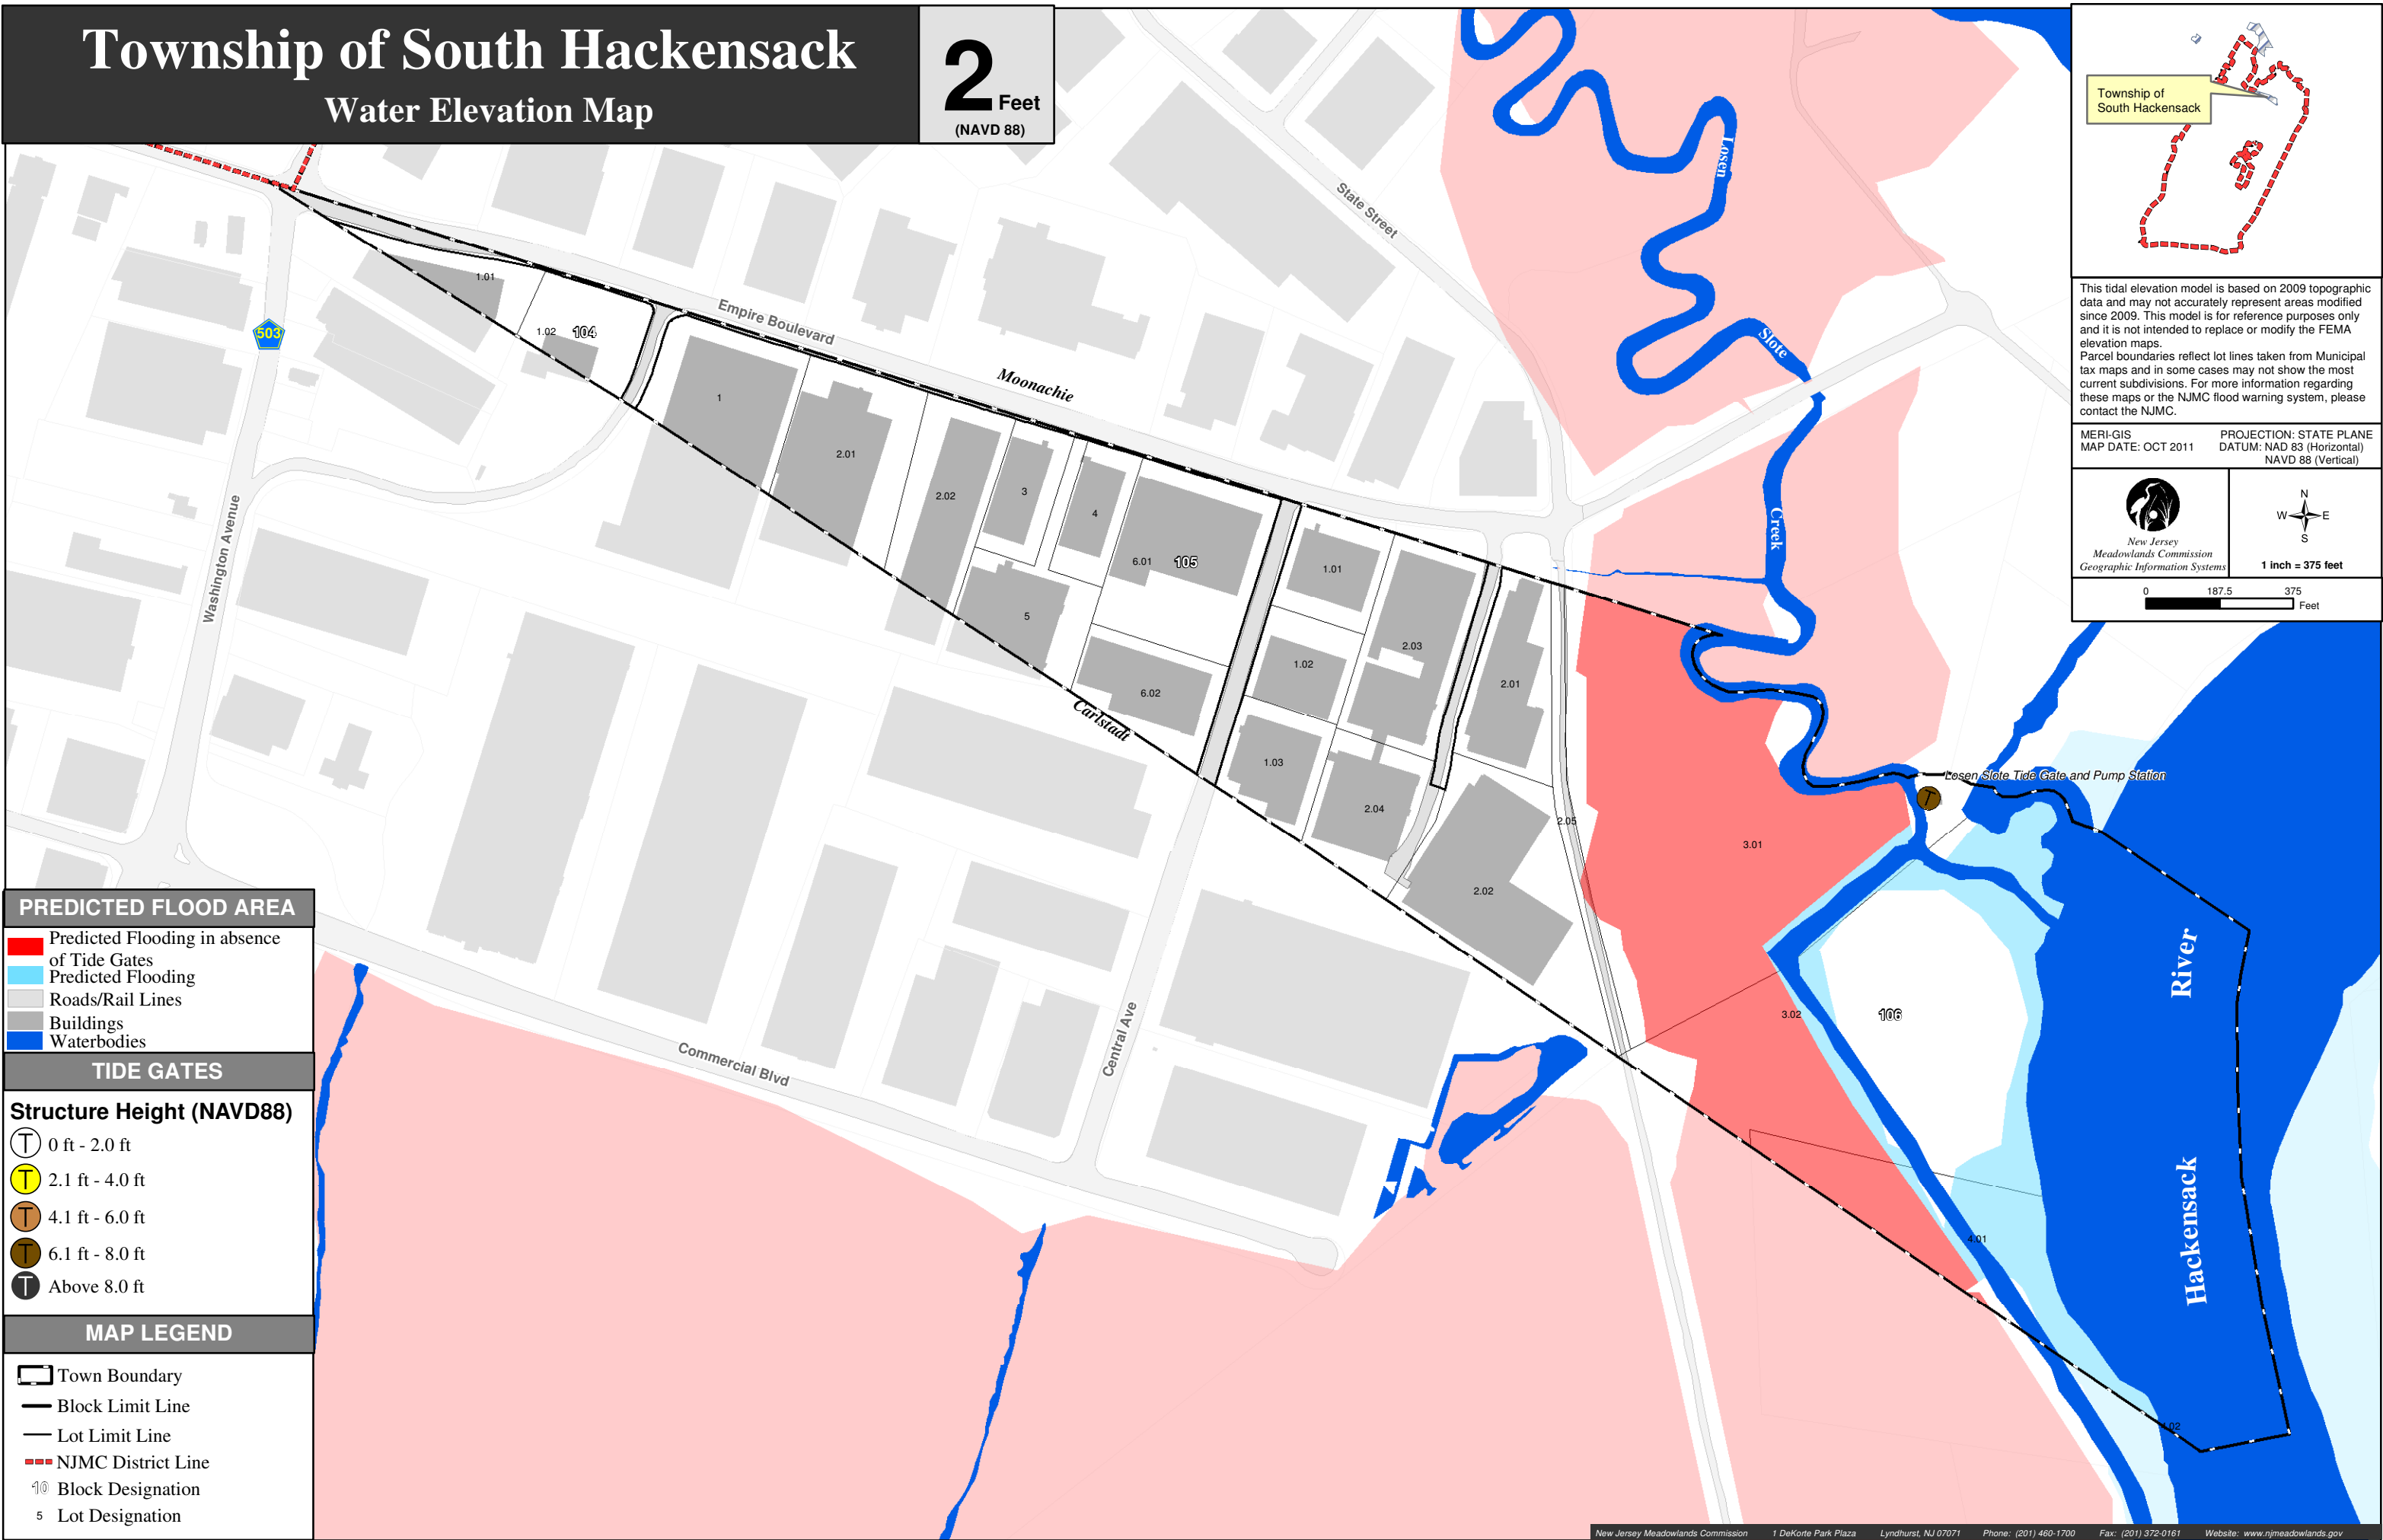 Township of South Hackensack
Water Elevation Map
2 Feet
(NAVD 88)
Township of
South Hackensack
This tidal elevation model is based on 2009 topographic
data and may not accurately represent areas modified
since 2009. This model is for reference purposes only
and it is not intended to replace or modify the FEMA
elevation maps.
Parcel boundaries reflect lot lines taken from Municipal
tax maps and in some cases may not show the most
current subdivisions. For more information regarding
these maps or the NJMC flood warning system, please
contact the NJMC.
MERI-GIS
MAP DATE: OCT 2011
PROJECTION: STATE PLANE
DATUM: NAD 83 (Horizontal)
NAVD 88 (Vertical)
New Jersey
Meadowlands Commission
Geographic Information Systems
N
W E
S
1 inch = 375 feet
0 187.5 375
Feet
Losen
Slote
Creek
State Street
Empire Boulevard
Moonachie
503
Washington Avenue
1.01
1.02
104
1
2.01
2.02
3
4
5
6.01
105
6.02
Carlstadt
1.01
1.02
1.03
2.03
2.04
2.01
2.02
2.05
3.01
3.02
106
4.01
4.02
Losen Slote Tide Gate and Pump Station
T
River
Hackensack
Central Ave
Commercial Blvd
PREDICTED FLOOD AREA
Predicted Flooding in absence
of Tide Gates
Predicted Flooding
Roads/Rail Lines
Buildings
Waterbodies
TIDE GATES
Structure Height (NAVD88)
T 0 ft - 2.0 ft
T 2.1 ft - 4.0 ft
T 4.1 ft - 6.0 ft
T 6.1 ft - 8.0 ft
T Above 8.0 ft
MAP LEGEND
Town Boundary
Block Limit Line
Lot Limit Line
NJMC District Line
10 Block Designation
5 Lot Designation
New Jersey Meadowlands Commission 1 DeKorte Park Plaza Lyndhurst, NJ 07071 Phone: (201) 460-1700 Fax: (201) 372-0161 Website: www.njmeadowlands.gov